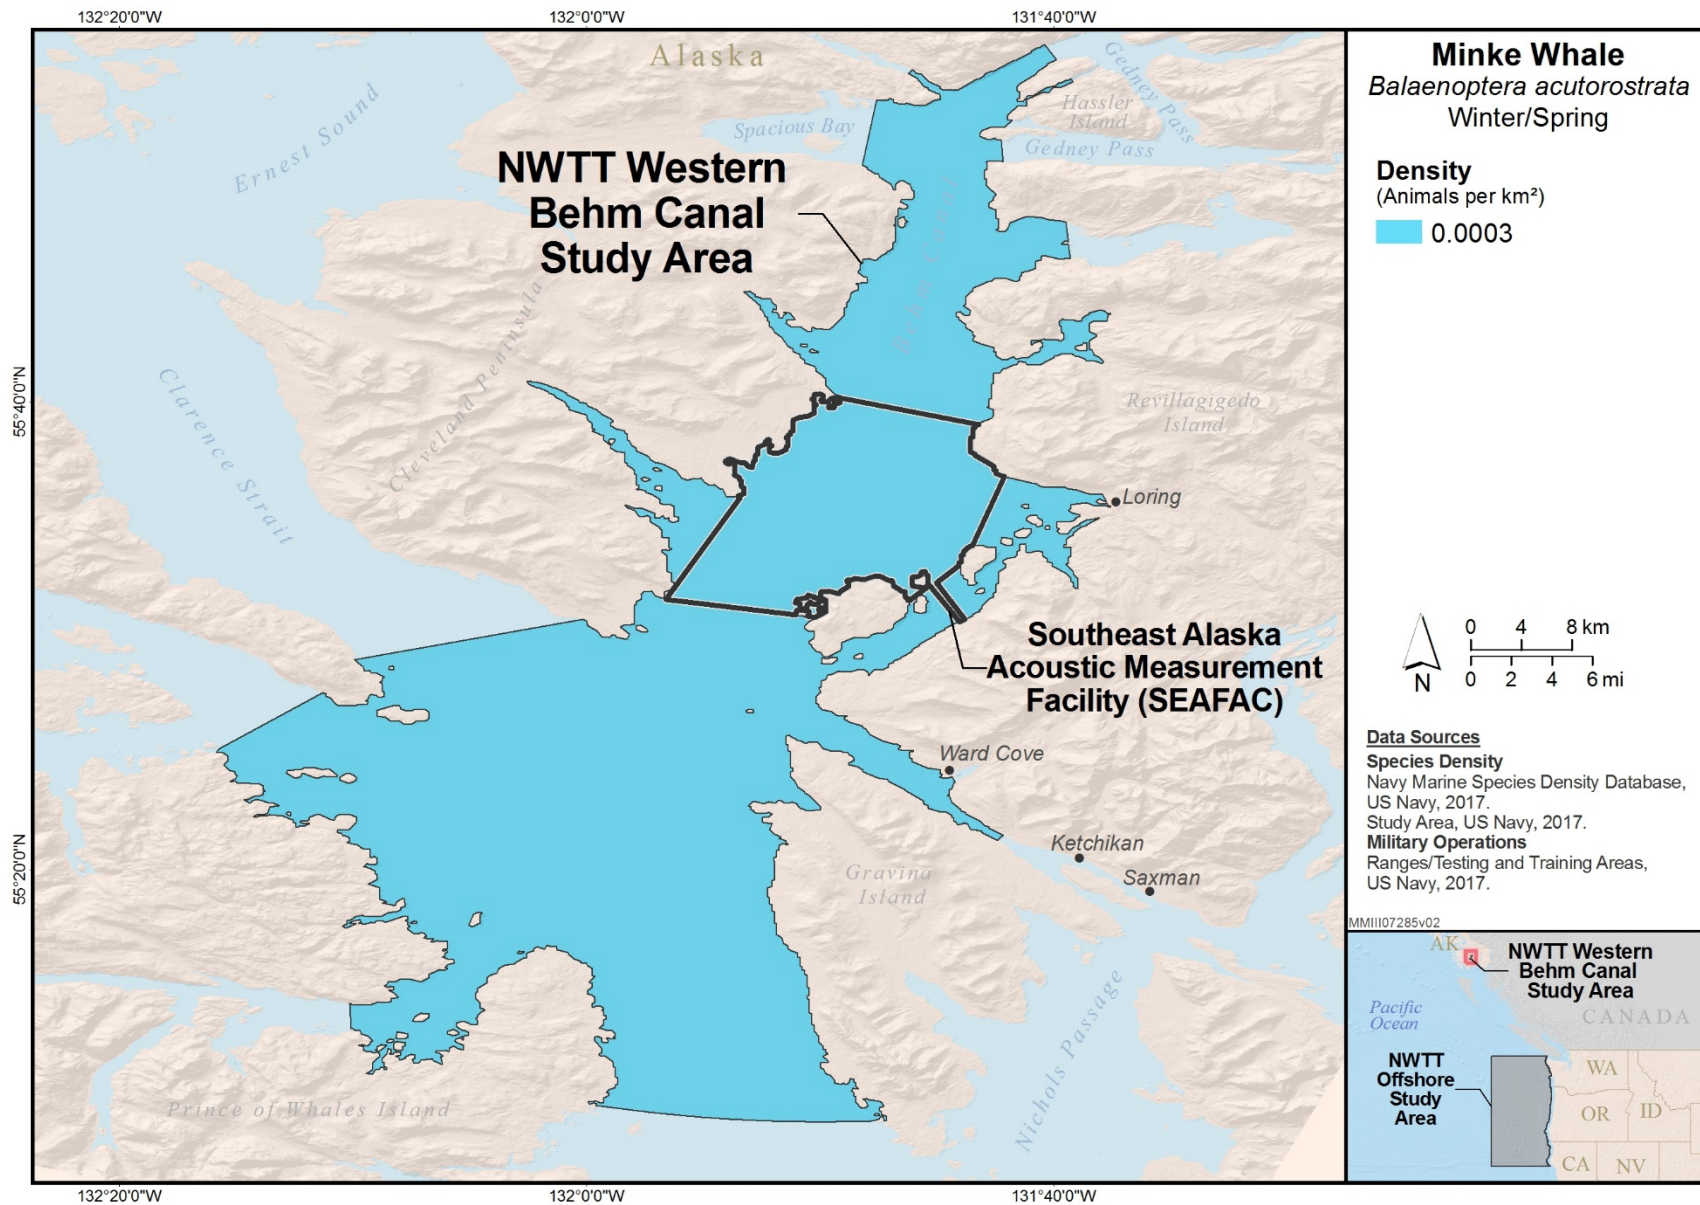 132°20'0"W
132°0'0"W
131°40'0"W
Alaska
Ernest Sound
Spacious Bay
Hassler
Island
Gedney Pass
Gedney Pass
NWTT Western
Behm Canal
Study Area
Behm Canal
Cleveland Peninsula
Clarence Strait
55°40'0"N
Revillagigedo
Island
Loring
Southeast Alaska
Acoustic Measurement
Facility (SEAFAC)
Ward Cove
Ketchikan
Saxman
Gravina
Island
55°20'0"N
Nichols Passage
Prince of Whales Island
132°20'0"W
132°0'0"W
131°40'0"W
Minke Whale
Balaenoptera acutorostrata
Winter/Spring
Density
(Animals per km²)
0.0003
N
0 4 8 km
0 2 4 6 mi
Data Sources
Species Density
Navy Marine Species Density Database,
US Navy, 2017.
Study Area, US Navy, 2017.
Military Operations
Ranges/Testing and Training Areas,
US Navy, 2017.
MMIII07285v02
AK
NWTT Western
Behm Canal
Study Area
Pacific
Ocean
CANADA
NWTT
Offshore
Study
Area
WA
OR
ID
CA
NV